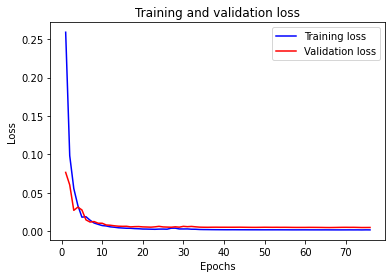 Training and validation loss
Training loss
Validation loss
0.25
0.20
0.15
0.10
0.05
0.00
Loss
0 10 20 30 40 50 60 70
Epochs